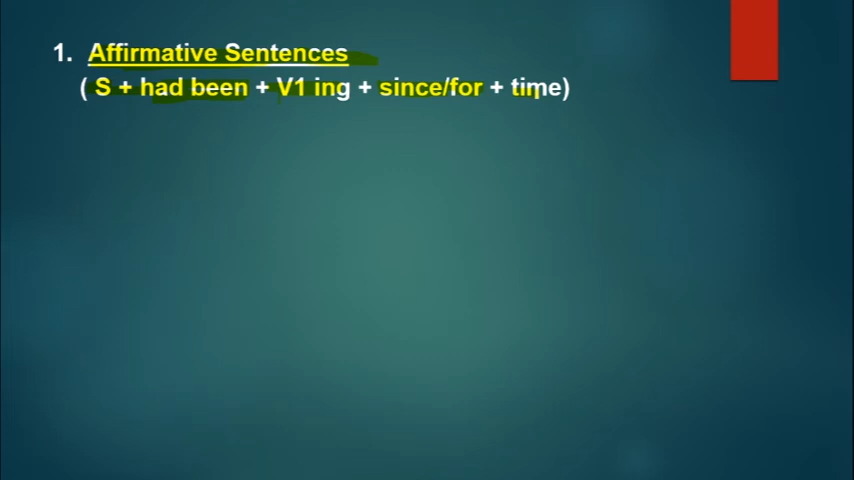 1. Affirmative Sentences
( S + had been + V1 ing + since/for + time)